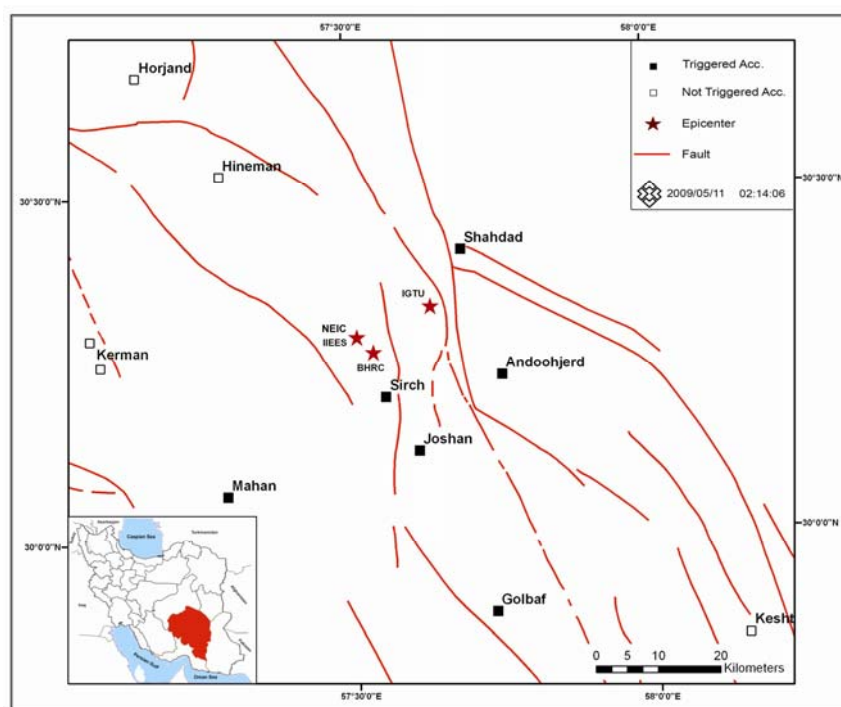 57°30'0"E
58°0'0"E
Horjand
Triggered Acc.
Not Triggered Acc.
Epicenter
Fault
2009/05/11 02:14:06
Hineman
30°30'0"N
30°30'0"N
Shahdad
IGTU
NEIC
IIEES
BHRC
Kerman
Andoohjerd
Sirch
Joshan
Mahan
30°0'0"N
30°0'0"N
Caspian Sea
Turkmenistan
Iraq
Persian Gulf
Oman Sea
Golbaf
Kesht
0 5 10 20
Kilometers
57°30'0"E
58°0'0"E